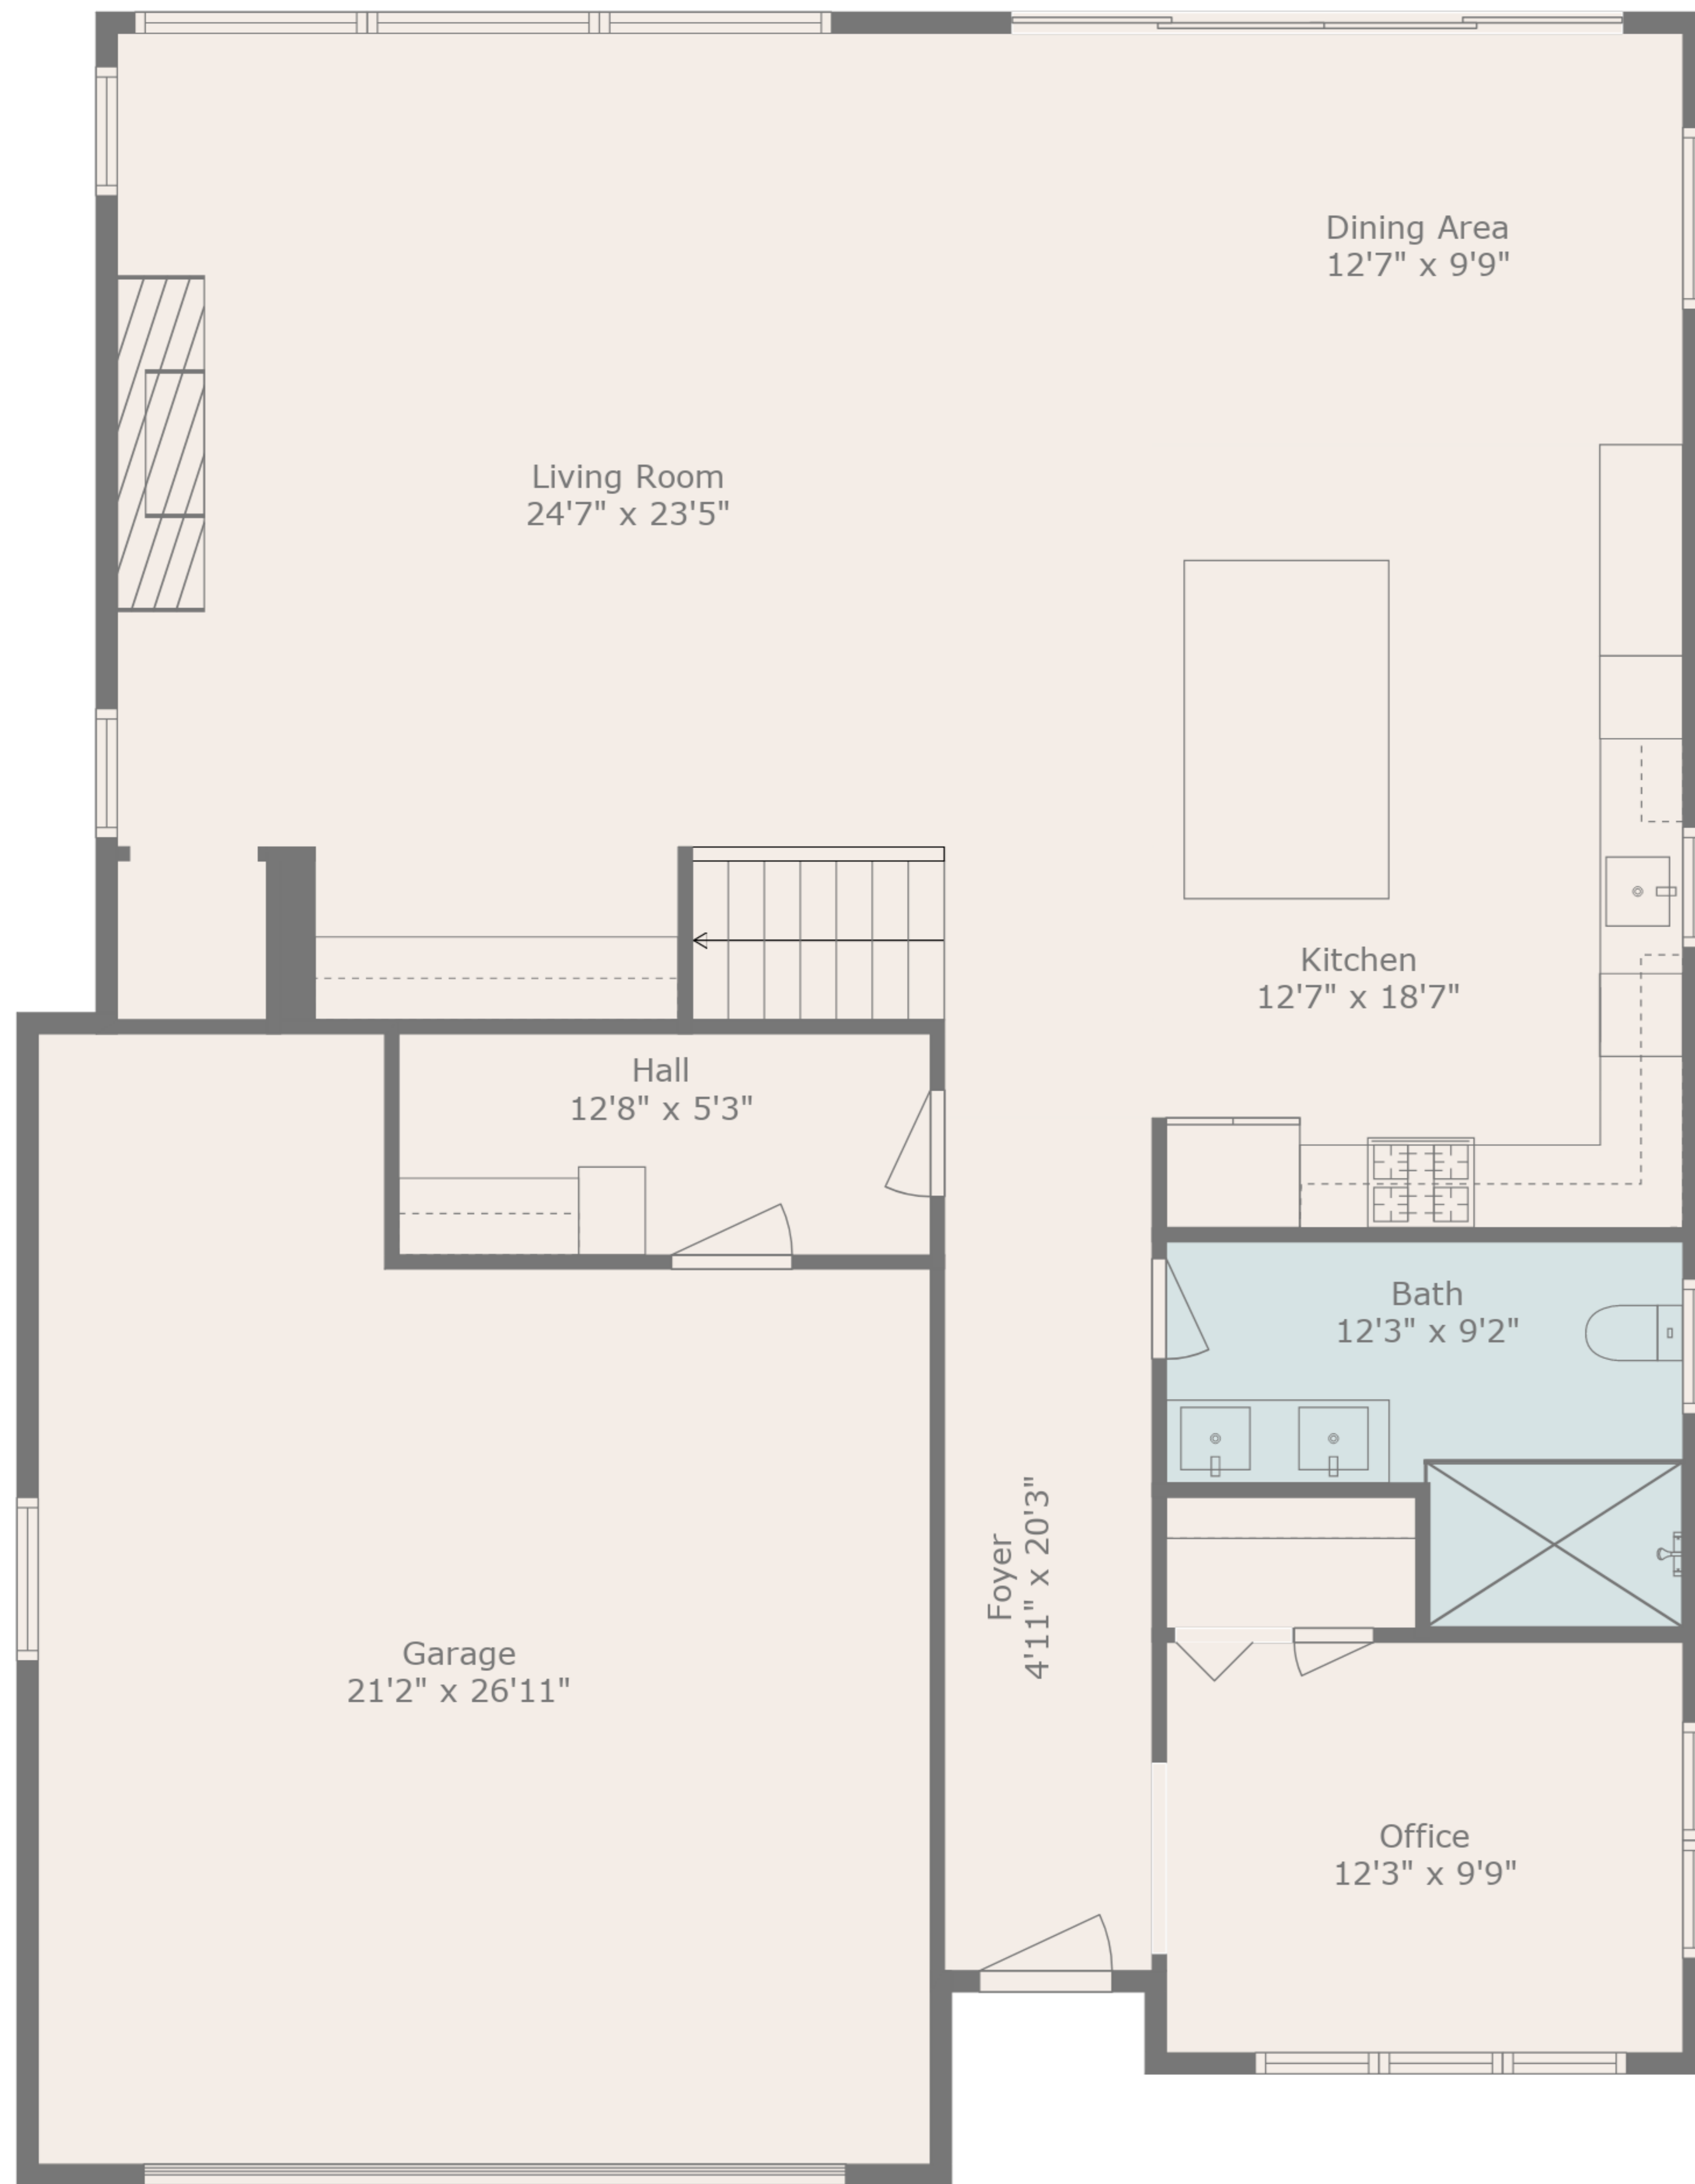 Dining Area
12'7" x 9'9"
Living Room
24'7" x 23'5"
Kitchen
12'7" x 18'7"
Hall
12'8" x 5'3"
Bath
12'3" x 9'2"
Foyer
4'11" x 20'3"
Garage
21'2" x 26'11"
Office
12'3" x 9'9"